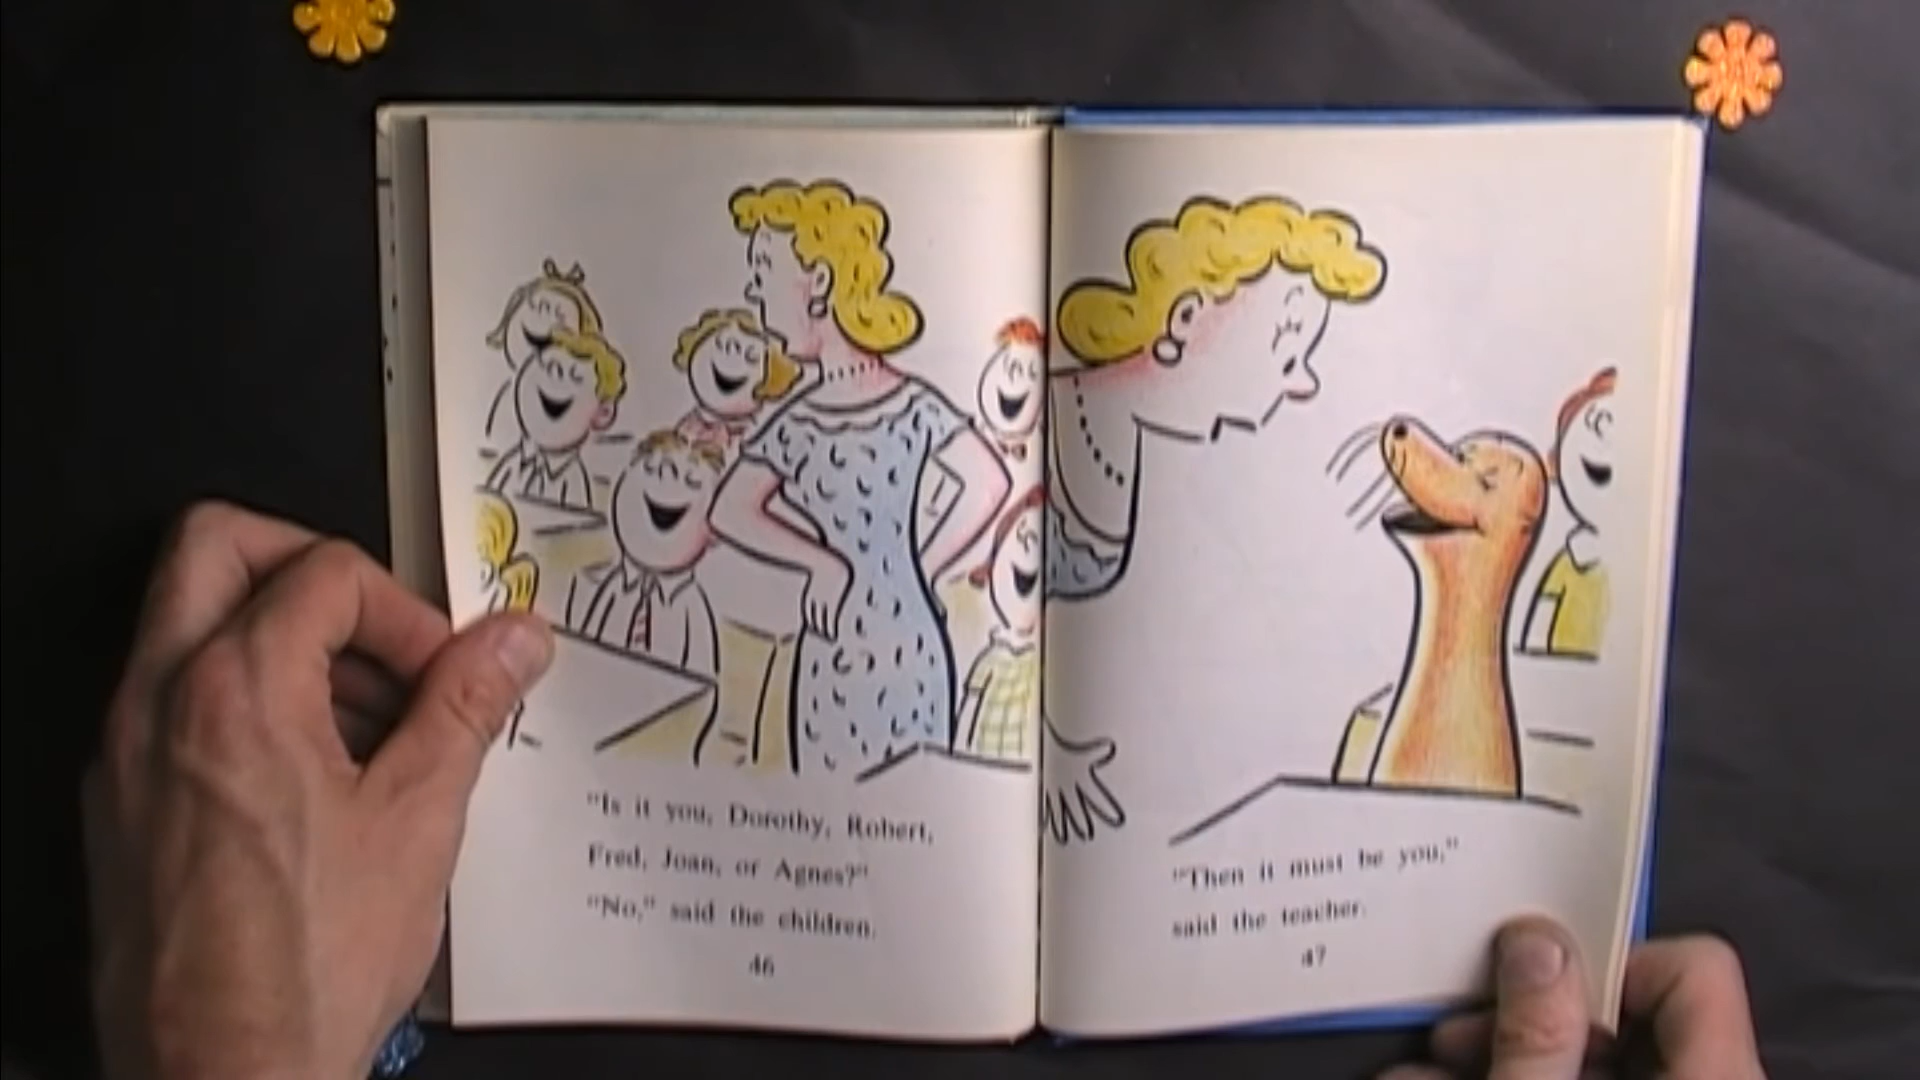 "Is it you, Dorothy, Robert,
Fred, Joan, or Agnes?"
"No," said the children.
46
"Then it must be you,"
said the teacher.
47